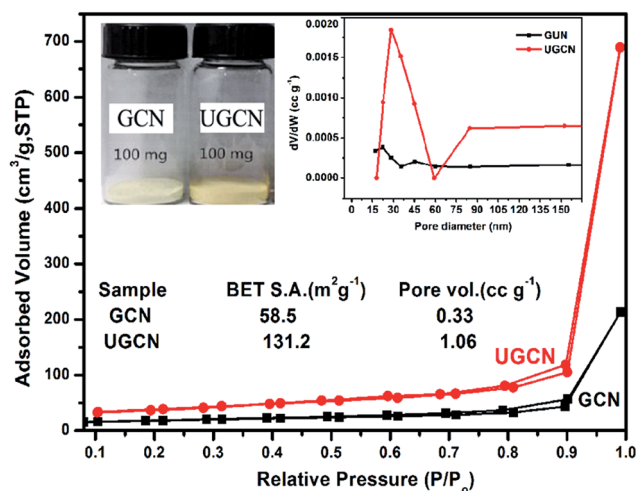 Adsorbed Volume (cm³/g,STP)
750
700
600
500
400
300
200
100
0
0.1 0.2 0.3 0.4 0.5 0.6 0.7 0.8 0.9 1.0
Relative Pressure (P/Pₒ)
GCN
100 mg
UGCN
100 mg
dV/dW (cc g⁻¹)
0.0020
0.0015
0.0010
0.0005
0.0000
0 15 30 45 60 75 90 105 120 135 150
Pore diameter (nm)
GUN
UGCN
Sample BET S.A.(m²g⁻¹) Pore vol.(cc g⁻¹)
GCN 58.5 0.33
UGCN 131.2 1.06
UGCN
GCN